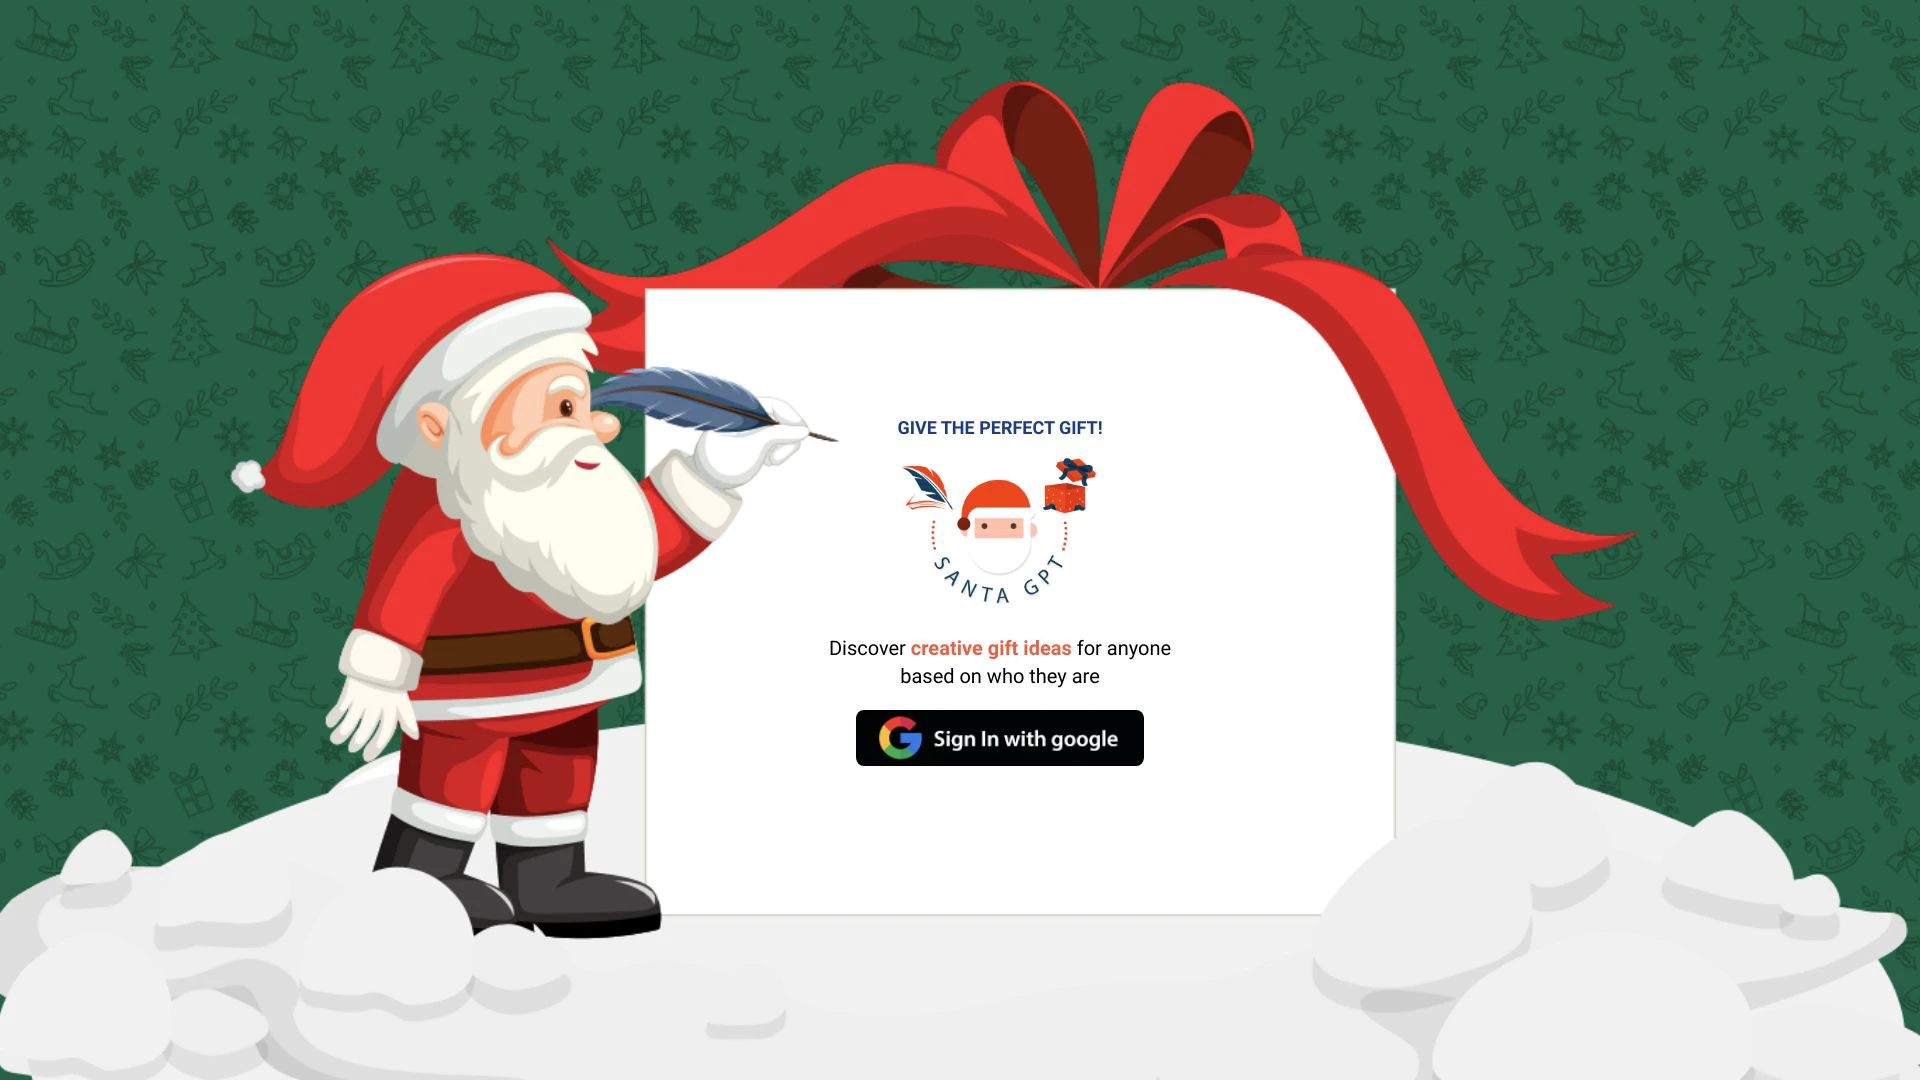 GIVE THE PERFECT GIFT!
SANTA GPT
Discover creative gift ideas for anyone
based on who they are
Sign In with google